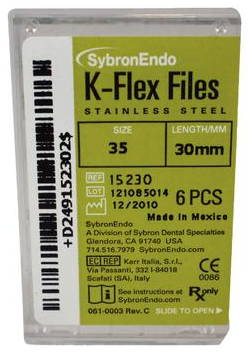 SybronEndo
K-Flex Files
STAINLESS STEEL
SIZE
35
LENGTH/MM
30mm
REF 15230
LOT 121085014
12/2010
6 PCS
Made in Mexico
SybronEndo
A Division of Sybron Dental Specialties
Glendora, CA 91740 USA
714.516.7979 SybronEndo.com
EC REP Kerr Italia, S.r.l.
Via Passanti, 332 I-84018
Scafati (SA), Italy
CE
0086
See instructions at
SybronEndo.com
Rx only
061-0003 Rev. C
SLIDE TO OPEN
+D249152302$